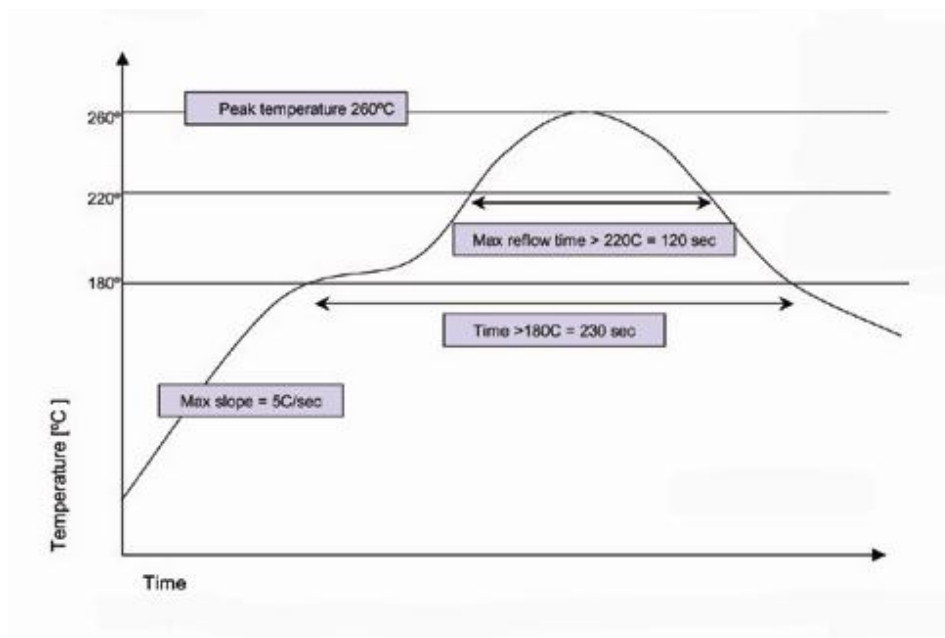 Peak temperature 260ºC
260º
220º
Max reflow time > 220C = 120 sec
180º
Time >180C = 230 sec
Max slope = 5C/sec
Temperature [ºC ]
Time